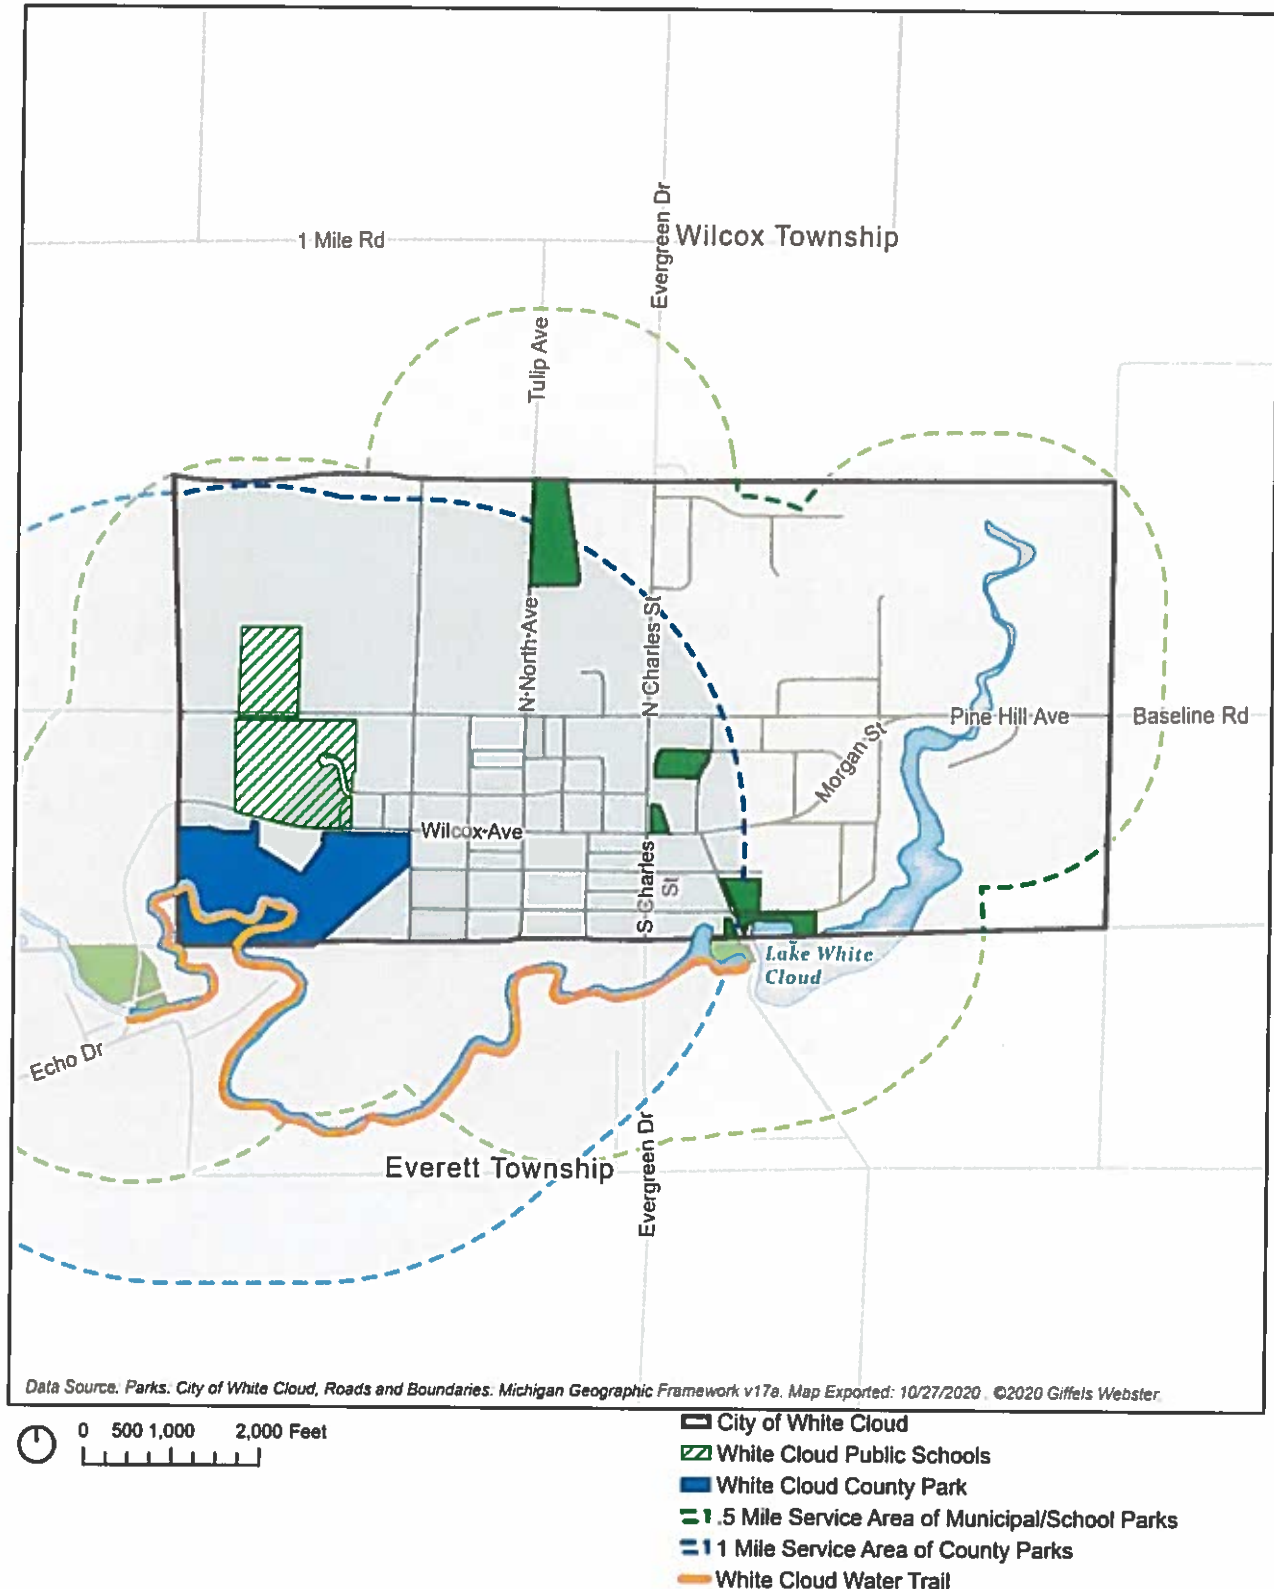 Evergreen Dr
Wilcox Township
1 Mile Rd
Tulip Ave
N North Ave
N Charles St
Pine Hill Ave
Baseline Rd
Morgan St
Wilcox Ave
S Charles
St
Lake White
Cloud
Echo Dr
Everett Township
Evergreen Dr
Data Source: Parks: City of White Cloud, Roads and Boundaries: Michigan Geographic Framework v17a. Map Exported: 10/27/2020. ©2020 Giffels Webster
0 500 1,000 2,000 Feet
City of White Cloud
White Cloud Public Schools
White Cloud County Park
.5 Mile Service Area of Municipal/School Parks
1 Mile Service Area of County Parks
White Cloud Water Trail